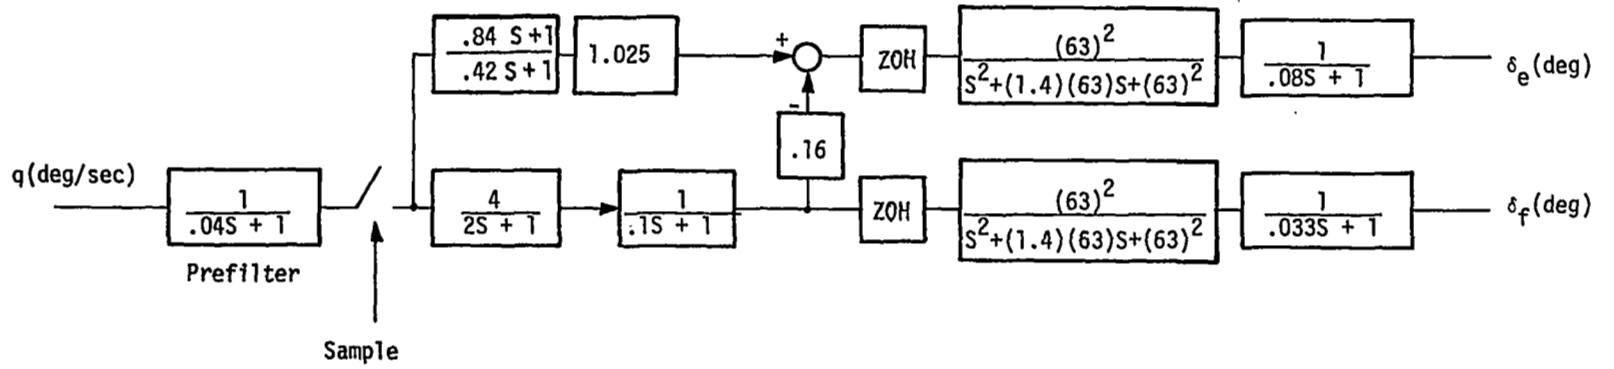 .84 S+1
.42 S+1
1.025
+
ZOH
(63)²
S²+(1.4)(63)S+(63)²
1
.08S + 1
δe(deg)
-
.16
q(deg/sec)
1
.04S + 1
4
2S + 1
1
.1S + 1
ZOH
(63)²
S²+(1.4)(63)S+(63)²
1
.033S + 1
δf(deg)
Prefilter
Sample